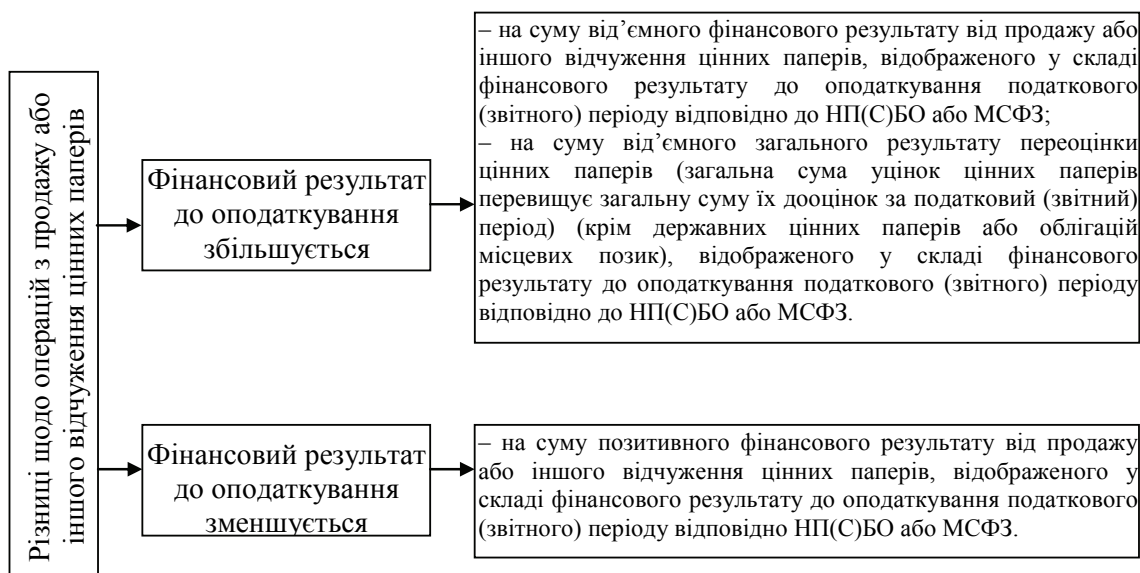 Різниці щодо операцій з продажу або
іншого відчуження цінних паперів
Фінансовий результат
до оподаткування
збільшується
– на суму від’ємного фінансового результату від продажу або
іншого відчуження цінних паперів, відображеного у складі
фінансового результату до оподаткування податкового
(звітного) періоду відповідно до НП(С)БО або МСФЗ;
– на суму від’ємного загального результату переоцінки
цінних паперів (загальна сума уцінок цінних паперів
перевищує загальну суму їх дооцінок за податковий (звітний)
період) (крім державних цінних паперів або облігацій
місцевих позик), відображеного у складі фінансового
результату до оподаткування податкового (звітного) періоду
відповідно до НП(С)БО або МСФЗ.
Фінансовий результат
до оподаткування
зменшується
– на суму позитивного фінансового результату від продажу
або іншого відчуження цінних паперів, відображеного у
складі фінансового результату до оподаткування податкового
(звітного) періоду відповідно НП(С)БО або МСФЗ.